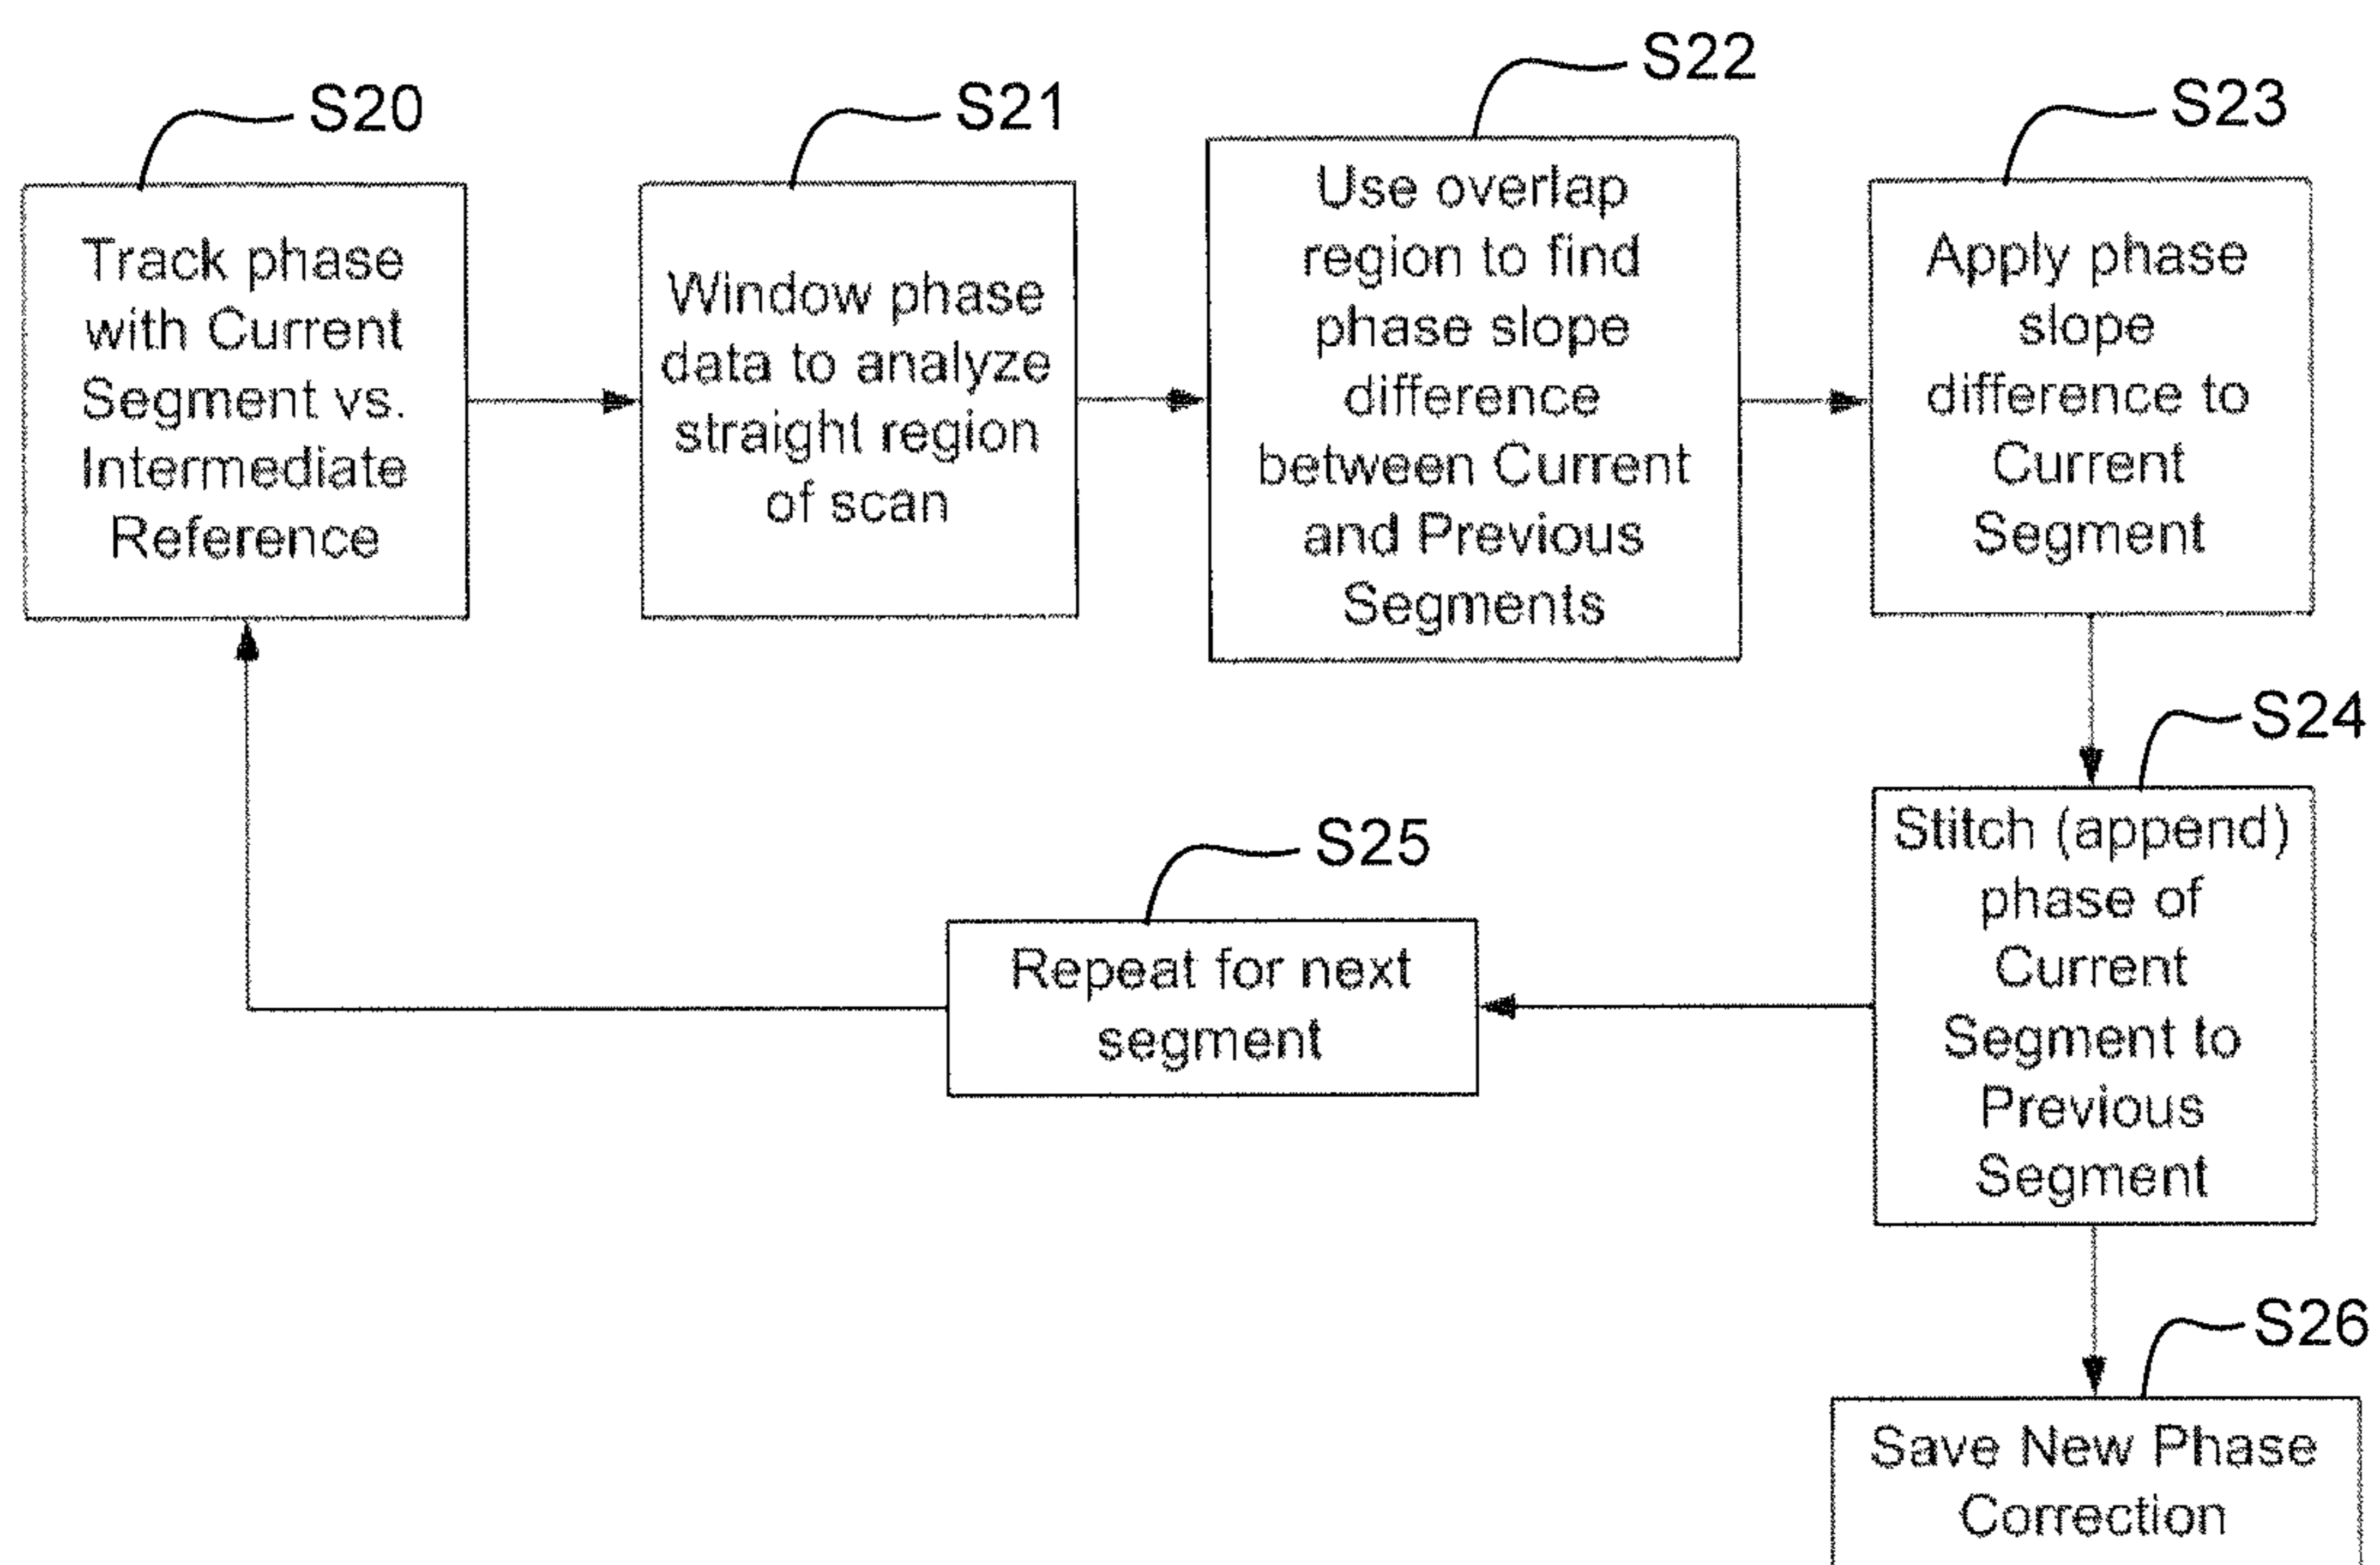 S20
Track phase
with Current
Segment vs.
Intermediate
Reference
S21
Window phase
data to analyze
straight region
of scan
S22
Use overlap
region to find
phase slope
difference
between Current
and Previous
Segments
S23
Apply phase
slope
difference to
Current
Segment
S24
Stitch (append)
phase of
Current
Segment to
Previous
Segment
S25
Repeat for next
segment
S26
Save New Phase
Correction